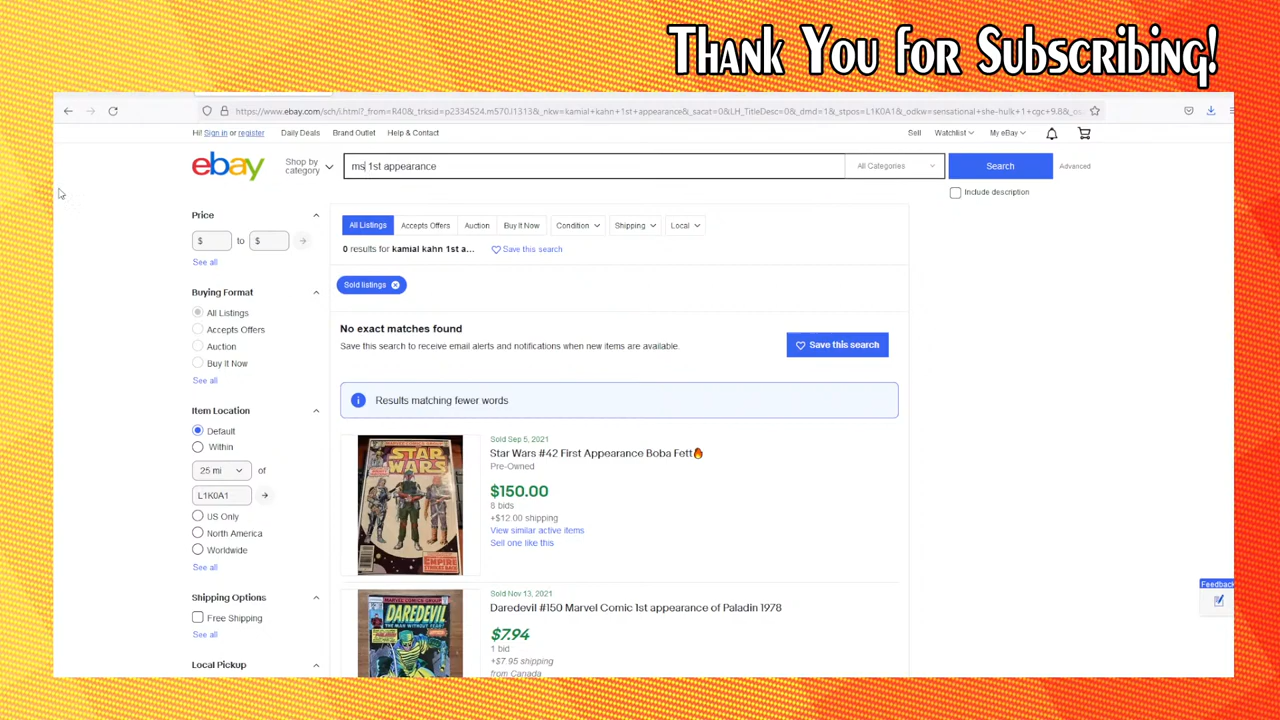 Thank You for Subscribing!
https://www.ebay.com/sch/i.html?_from=R40&_trksid=p2334524.m570.l1313&_nkw=kamial+kahn+1st+appearance&_sacat=0&LH_TitleDesc=0&_dmd=1&_stpos=L1K0A1&_odkw=sensational+she-hulk+1+cgc+9.8&_os
Hi! Sign in or register Daily Deals Brand Outlet Help & Contact Sell Watchlist My eBay
ebay Shop by category ms 1st appearance All Categories Search Advanced
Include description
Price
$ to $
See all
Buying Format
All Listings
Accepts Offers
Auction
Buy It Now
See all
Item Location
Default
Within
25 mi of
L1K0A1
US Only
North America
Worldwide
See all
Shipping Options
Free Shipping
See all
Local Pickup
All Listings Accepts Offers Auction Buy It Now Condition Shipping Local
0 results for kamial kahn 1st a... Save this search
Sold listings
No exact matches found
Save this search to receive email alerts and notifications when new items are available.
Save this search
Results matching fewer words
STAR WARS
EMPIRE
Sold Sep 5, 2021
Star Wars #42 First Appearance Boba Fett🔥
Pre-Owned
$150.00
8 bids
+$12.00 shipping
View similar active items
Sell one like this
DAREDEVIL
Sold Nov 13, 2021
Daredevil #150 Marvel Comic 1st appearance of Paladin 1978
$7.94
1 bid
+$7.95 shipping
from Canada
Feedback